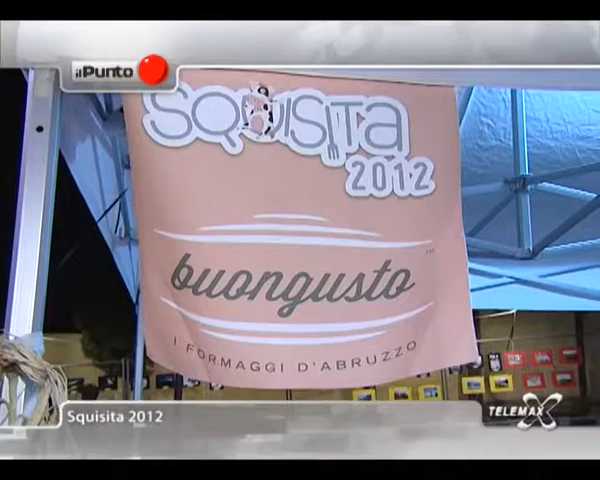 ilPunto
SQUISITA
2012
buongusto
I FORMAGGI D'ABRUZZO
Squisita 2012
TELEMAX